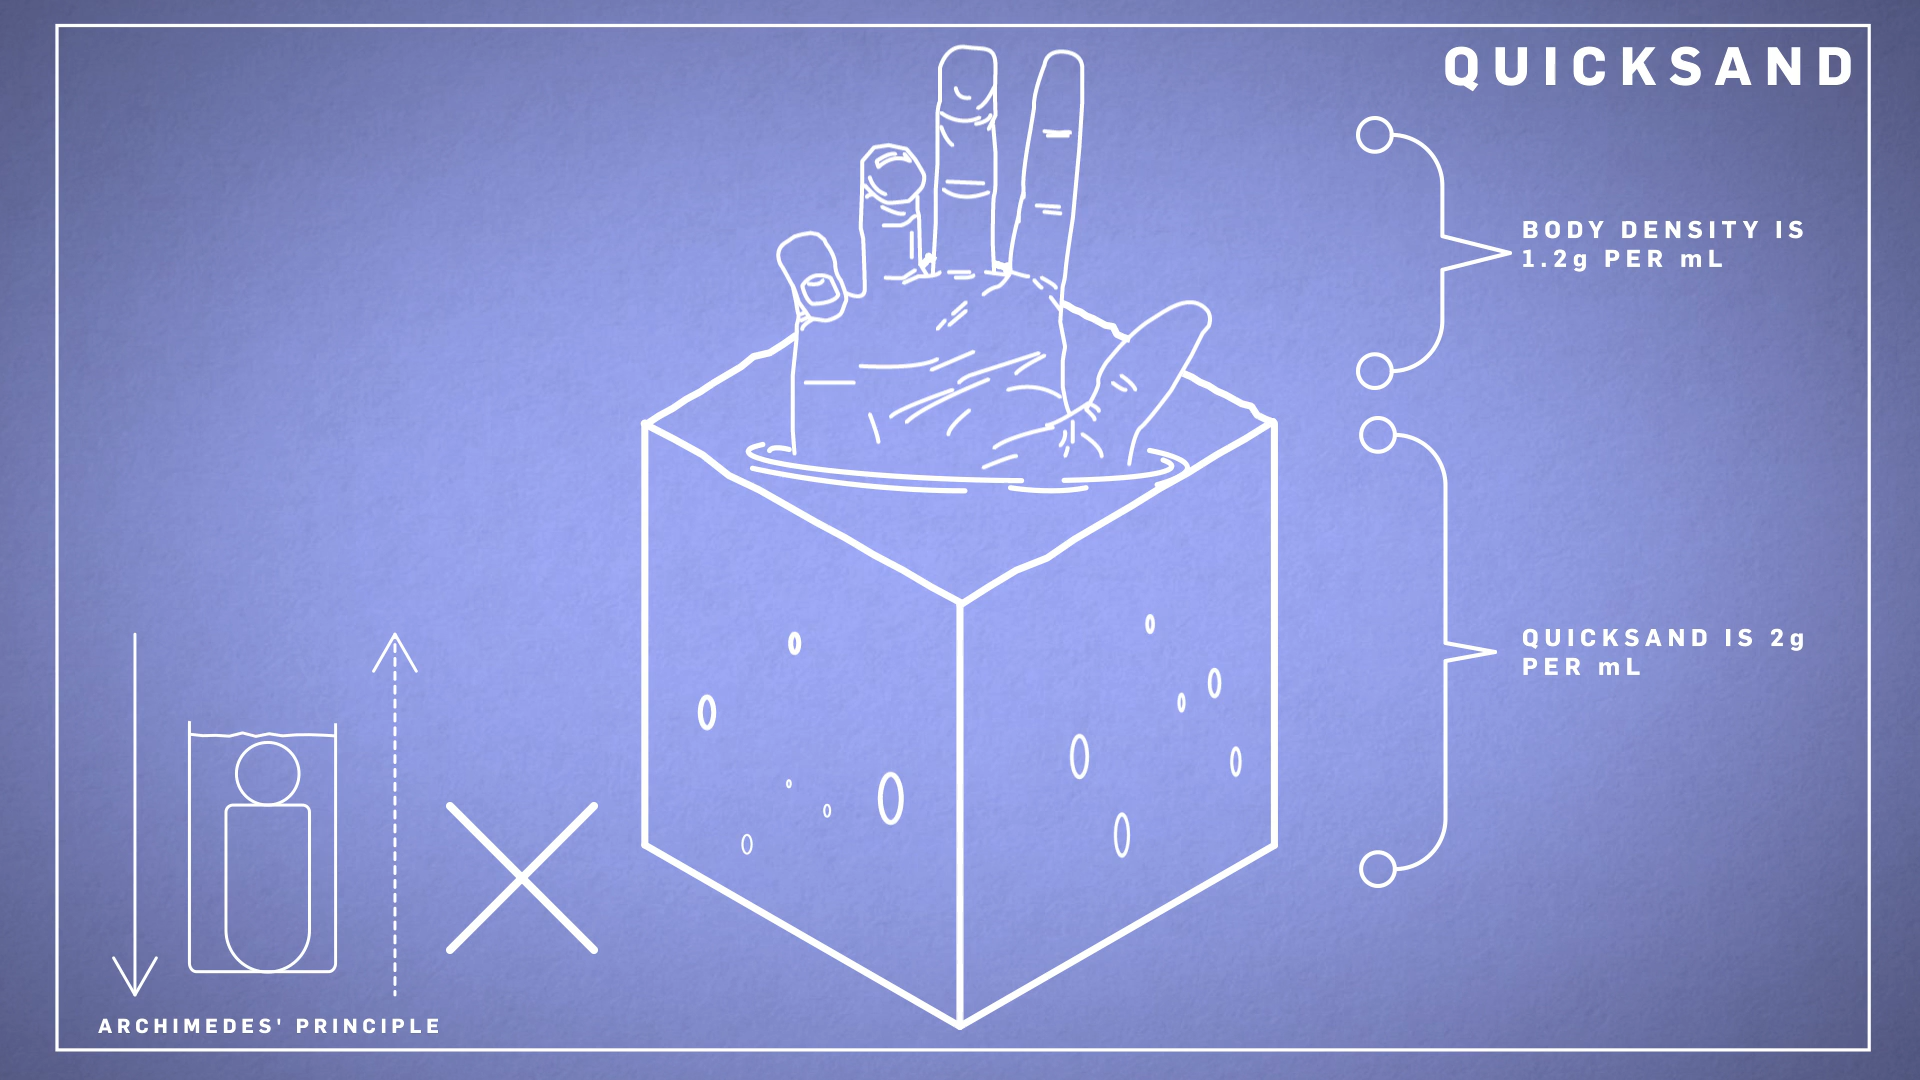 QUICKSAND
BODY DENSITY IS
1.2g PER mL
QUICKSAND IS 2g
PER mL
ARCHIMEDES' PRINCIPLE